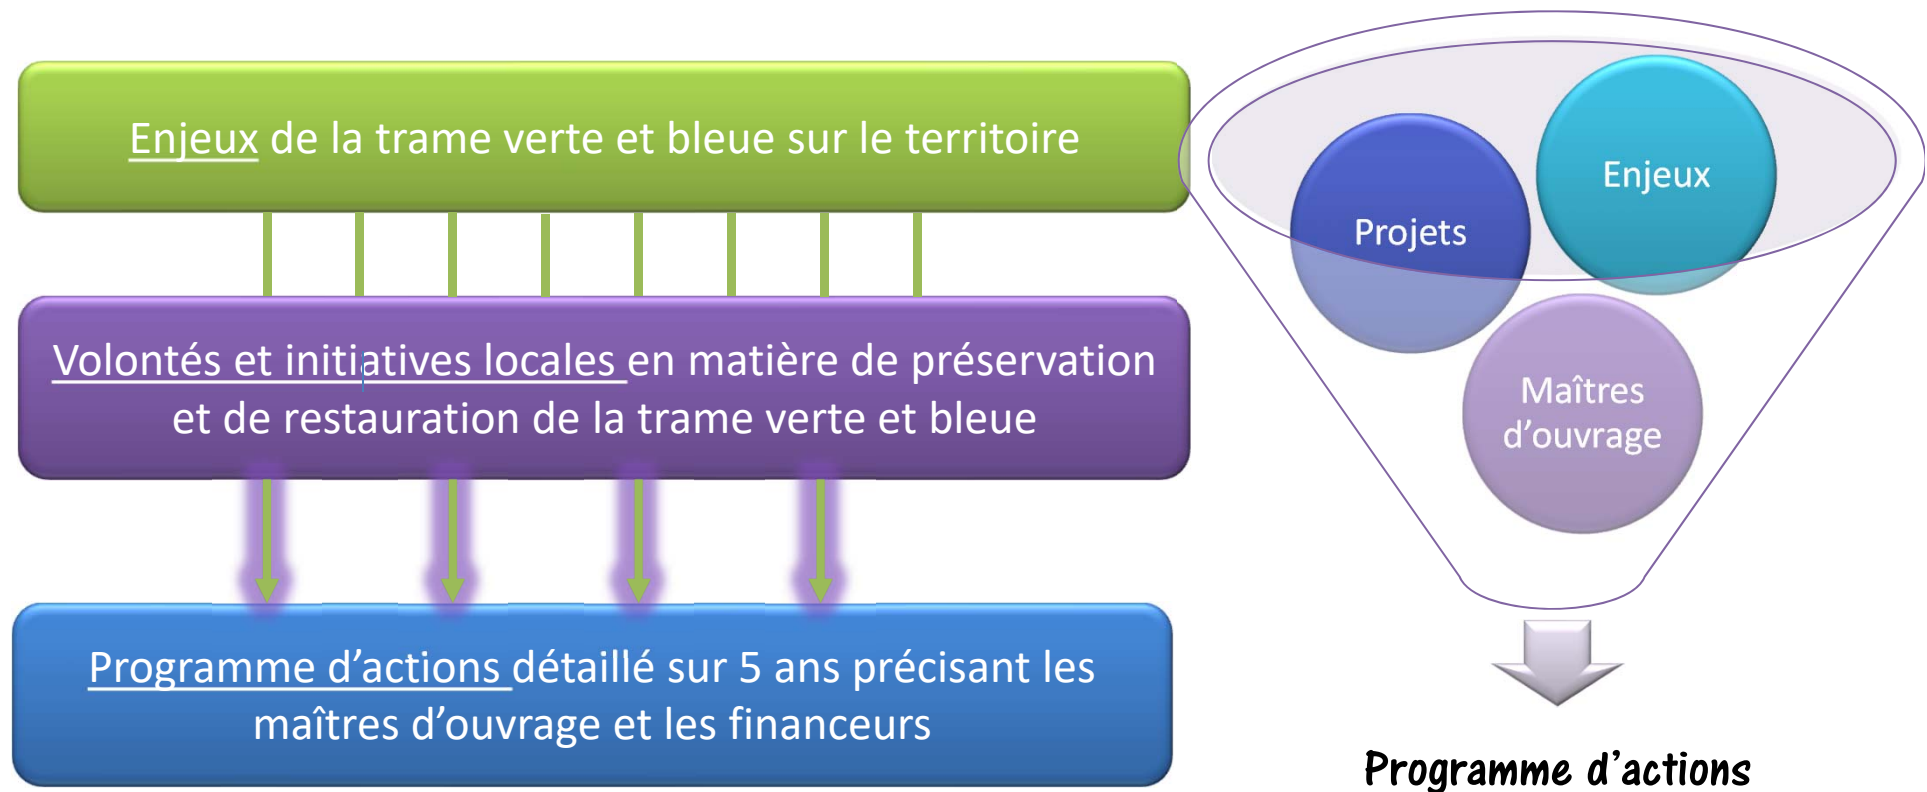 Enjeux de la trame verte et bleue sur le territoire
Volontés et initiatives locales en matière de préservation
et de restauration de la trame verte et bleue
Programme d’actions détaillé sur 5 ans précisant les
maîtres d’ouvrage et les financeurs
Enjeux
Projets
Maîtres
d’ouvrage
Programme d’actions